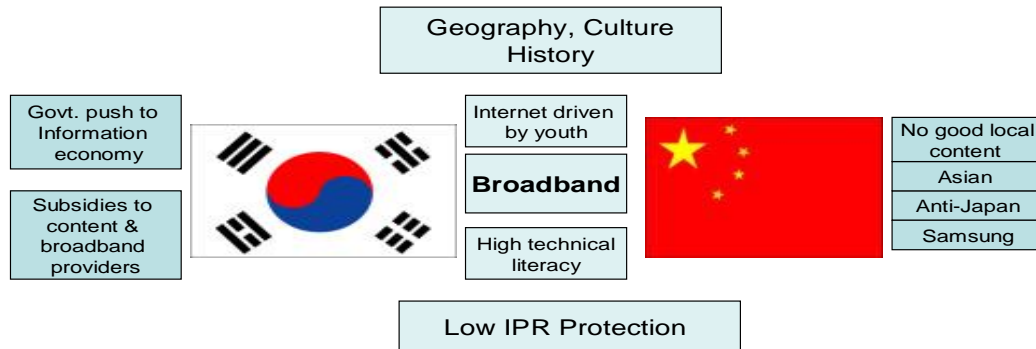 Geography, Culture
History
Govt. push to
Information
economy
Subsidies to
content &
broadband
providers
Internet driven
by youth
Broadband
High technical
literacy
No good local
content
Asian
Anti-Japan
Samsung
Low IPR Protection